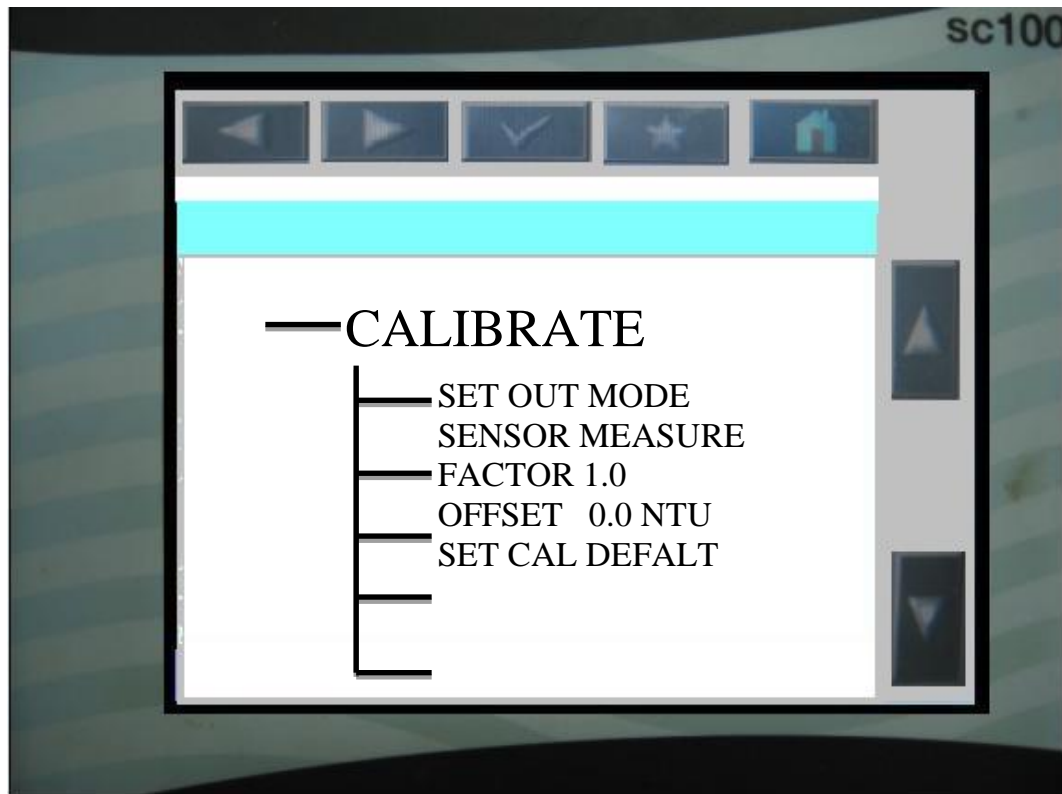 sc100
CALIBRATE
SET OUT MODE
SENSOR MEASURE
FACTOR 1.0
OFFSET 0.0 NTU
SET CAL DEFALT